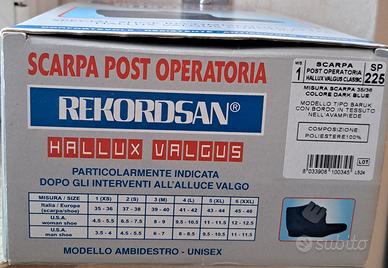 SCARPA POST OPERATORIA
REKORDSAN®
HALLUX VALGUS
PARTICOLARMENTE INDICATA
DOPO GLI INTERVENTI ALL'ALLUCE VALGO
MISURA / SIZE 1 (XS) 2 (S) 3 (M) 4 (L) 5 (XL) 6 (XXL)
Italia / Europa (scarpa/shoe) 35 - 36 37 - 38 39 - 40 41 - 42 43 - 44 45 - 46
U.S.A. woman shoe 4.5 - 5.5 6.5 - 7.5 8 - 9 9.5 - 10.5 11 - 11.5 12 - 12.5
U.S.A. man shoe 3.5 - 4 5.4 - 5 6.5 - 7.5 8 - 8.5 9.5 - 10.5 11 - 11.5
MODELLO AMBIDESTRO - UNISEX
MIS
1
SCARPA
POST OPERATORIA
HALLUX VALGUS CLASSIC
SP
225
MISURA SCARPA 35/36
COLORE DARK BLUE
MODELLO TIPO BARUK
CON BORDO IN TESSUTO
NELL'AVAMPIEDE
COMPOSIZIONE:
POLIESTERE100%
8 033908 100345
LOT
L524
subito